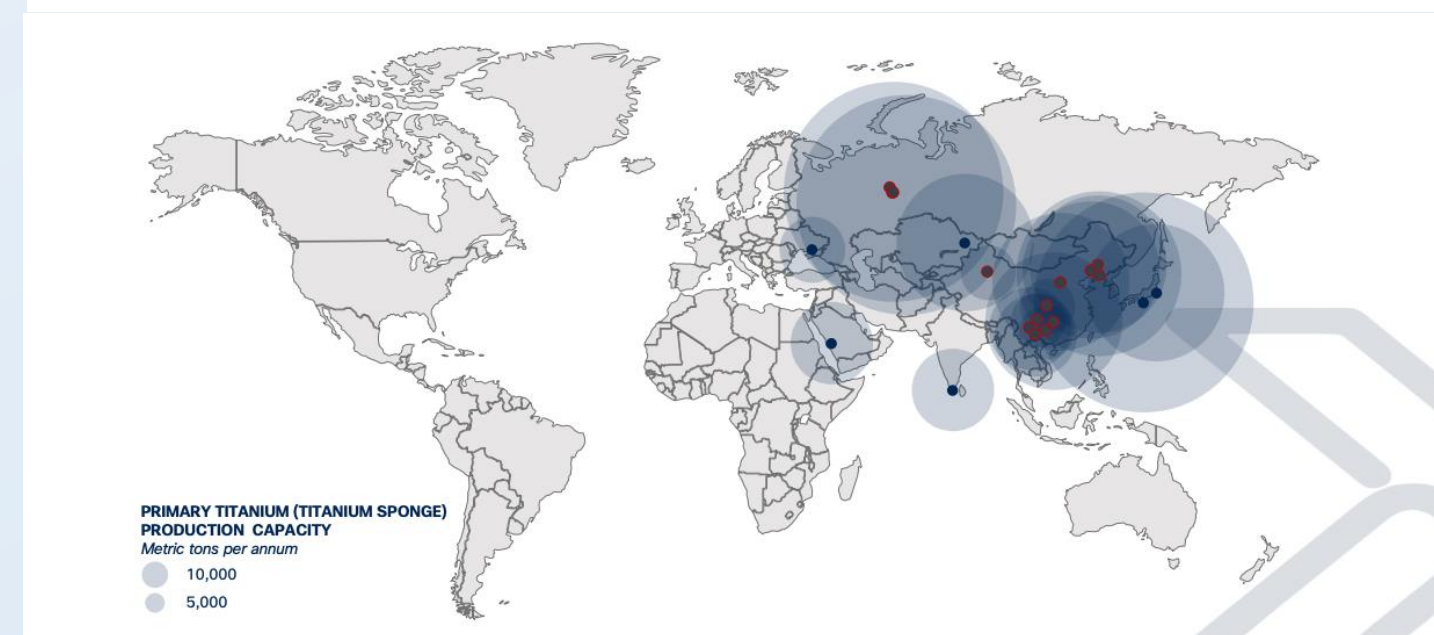 PRIMARY TITANIUM (TITANIUM SPONGE)
PRODUCTION CAPACITY
Metric tons per annum
10,000
5,000